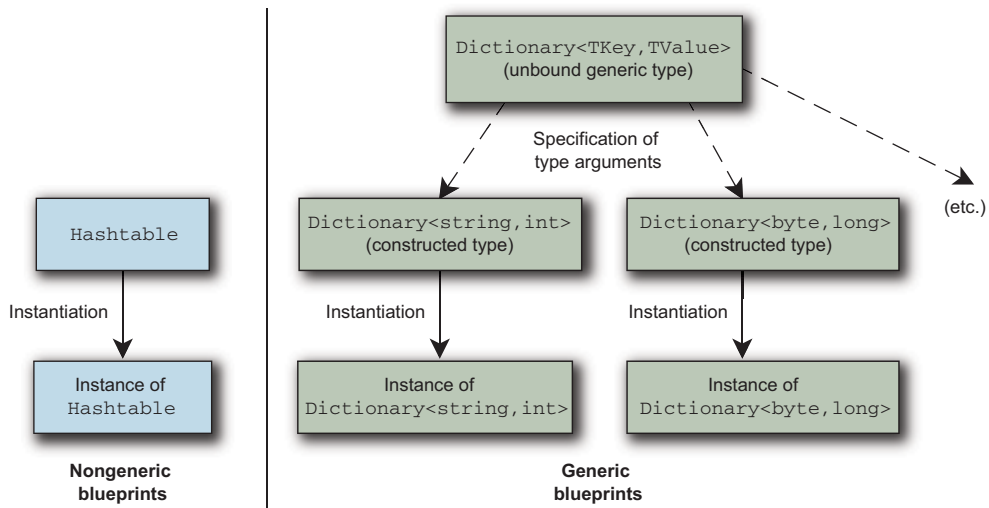 Dictionary<TKey,TValue>
(unbound generic type)
Specification of
type arguments
(etc.)
Hashtable
Dictionary<string,int>
(constructed type)
Dictionary<byte,long>
(constructed type)
Instantiation
Instantiation
Instantiation
Instance of
Hashtable
Instance of
Dictionary<string,int>
Instance of
Dictionary<byte,long>
Nongeneric
blueprints
Generic
blueprints